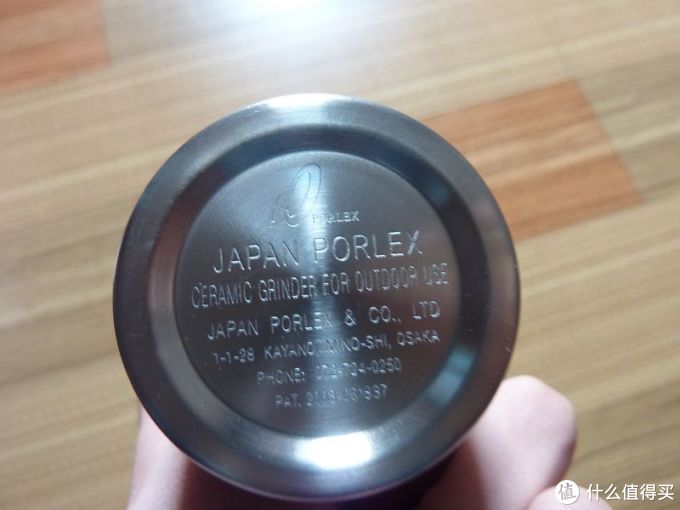 PORLEX
JAPAN PORLEX
CERAMIC GRINDER FOR OUTDOOR USE
JAPAN PORLEX & CO., LTD
1-1-28 KAYANO, MINO-SHI, OSAKA
PHONE: 072-724-0250
PAT.
值 什么值得买